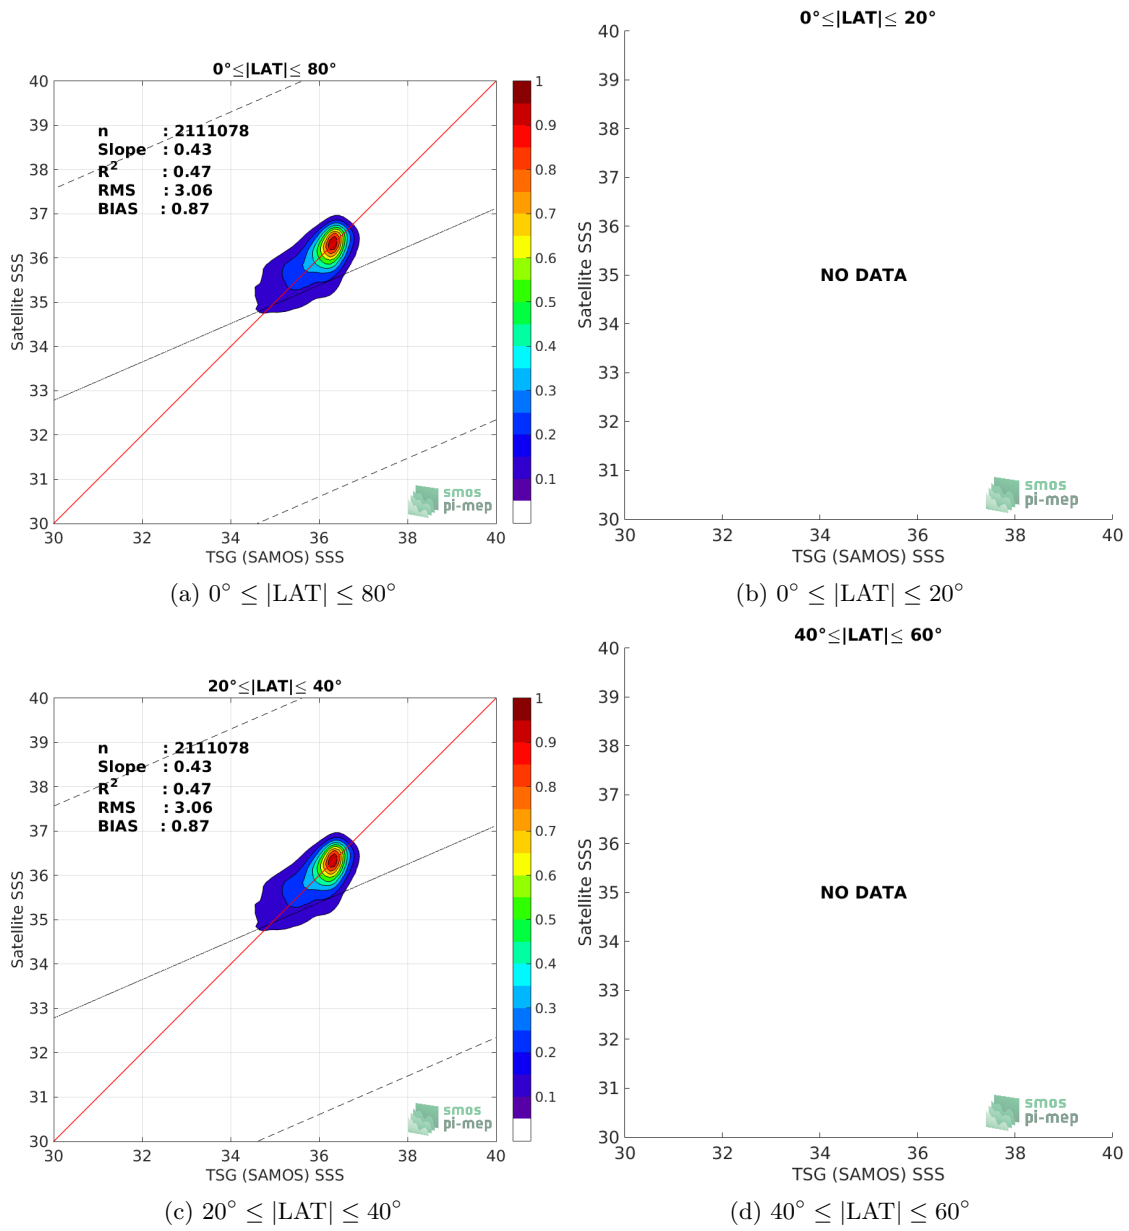 0°≤|LAT|≤ 80°
40
39
38
37
36
35
34
33
32
31
30
Satellite SSS
n : 2111078
Slope : 0.43
R² : 0.47
RMS : 3.06
BIAS : 0.87
1
0.9
0.8
0.7
0.6
0.5
0.4
0.3
0.2
0.1
smos
pi-mep
30 32 34 36 38 40
TSG (SAMOS) SSS
(a) 0° ≤ |LAT| ≤ 80°
0°≤|LAT|≤ 20°
40
39
38
37
36
35
34
33
32
31
30
Satellite SSS
NO DATA
smos
pi-mep
30 32 34 36 38 40
TSG (SAMOS) SSS
(b) 0° ≤ |LAT| ≤ 20°
20°≤|LAT|≤ 40°
40
39
38
37
36
35
34
33
32
31
30
Satellite SSS
n : 2111078
Slope : 0.43
R² : 0.47
RMS : 3.06
BIAS : 0.87
1
0.9
0.8
0.7
0.6
0.5
0.4
0.3
0.2
0.1
smos
pi-mep
30 32 34 36 38 40
TSG (SAMOS) SSS
(c) 20° ≤ |LAT| ≤ 40°
40°≤|LAT|≤ 60°
40
39
38
37
36
35
34
33
32
31
30
Satellite SSS
NO DATA
smos
pi-mep
30 32 34 36 38 40
TSG (SAMOS) SSS
(d) 40° ≤ |LAT| ≤ 60°